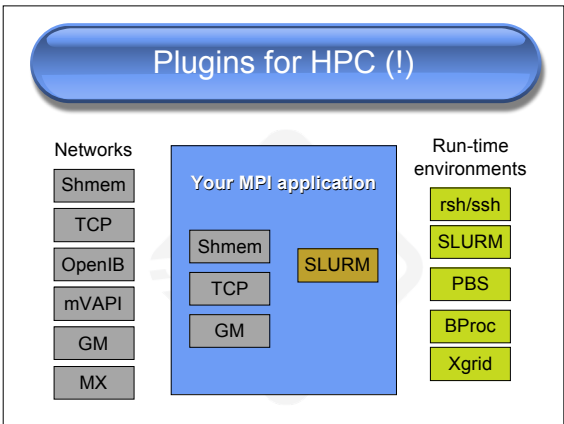 Plugins for HPC (!)
Networks
Shmem
TCP
OpenIB
mVAPI
GM
MX
Your MPI application
Shmem
TCP
GM
SLURM
Run-time
environments
rsh/ssh
SLURM
PBS
BProc
Xgrid